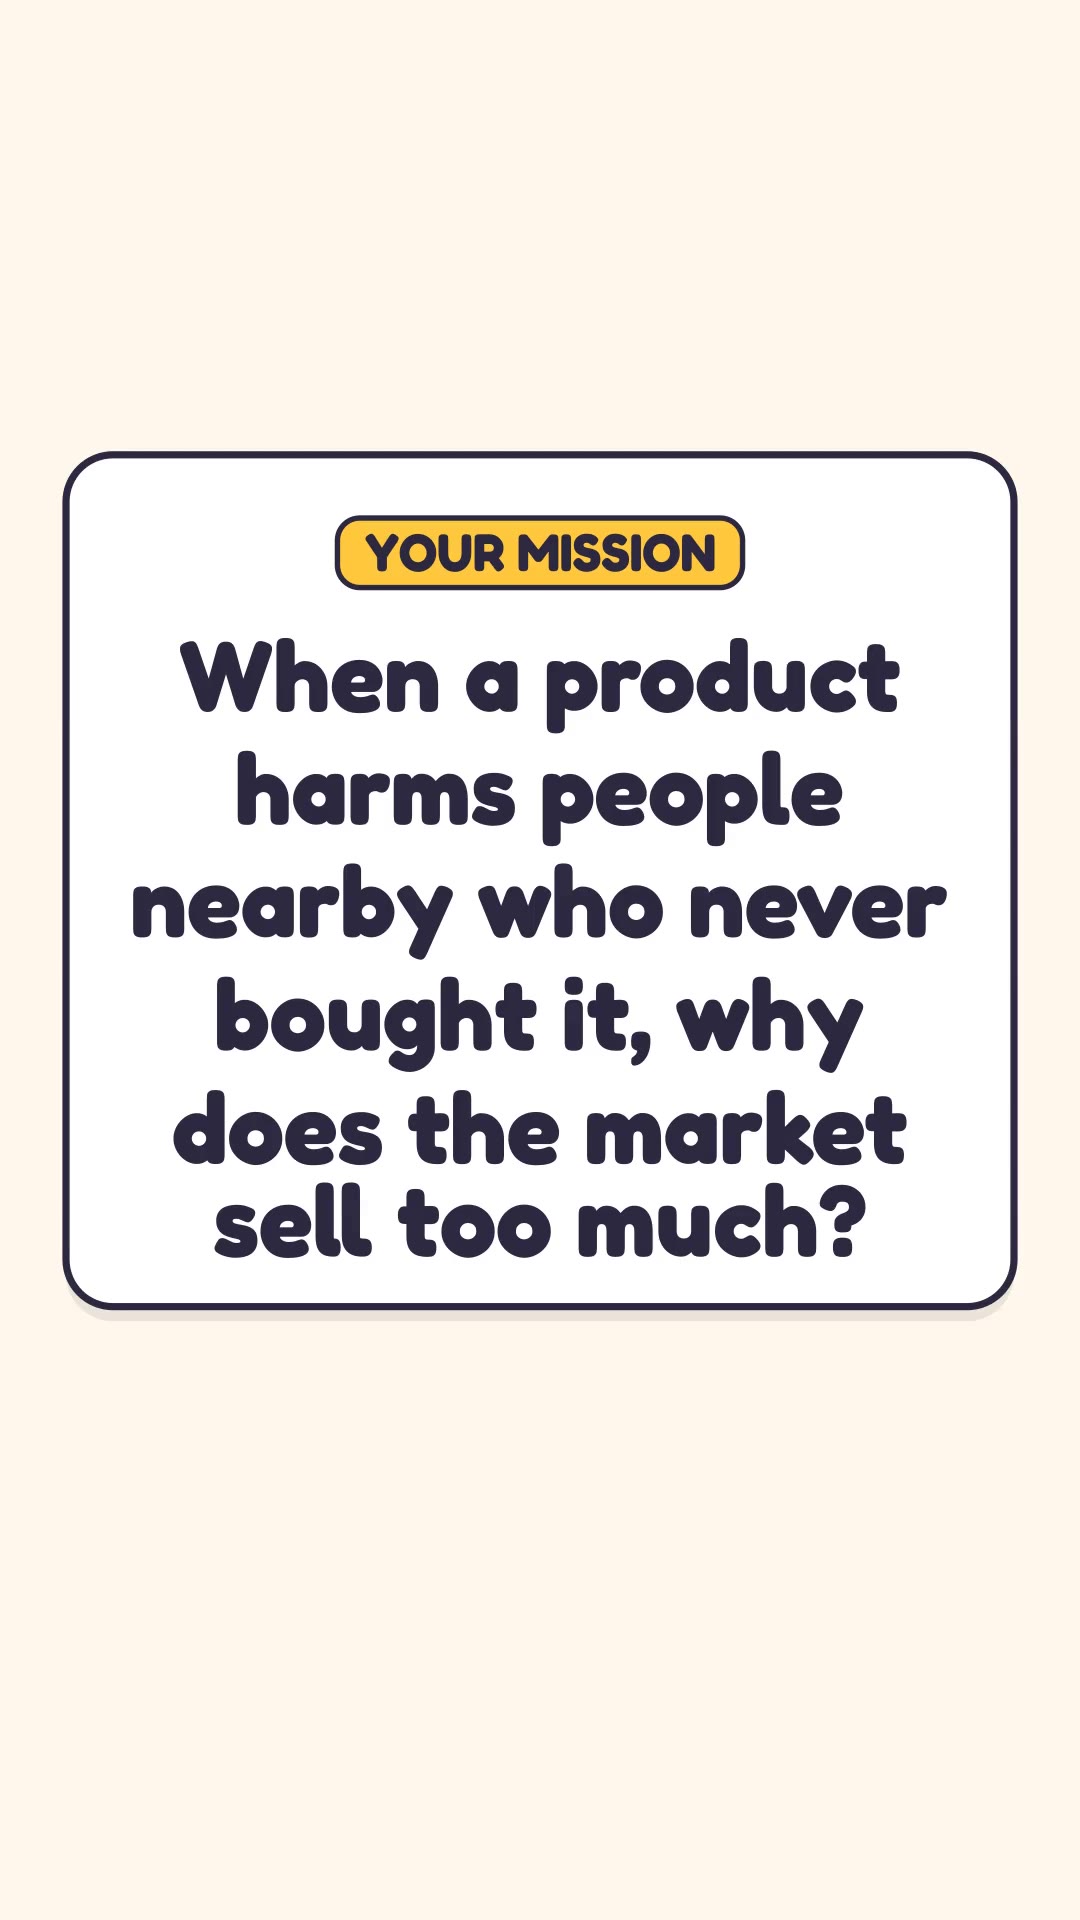 YOUR MISSION
When a product
harms people
nearby who never
bought it, why
does the market
sell too much?